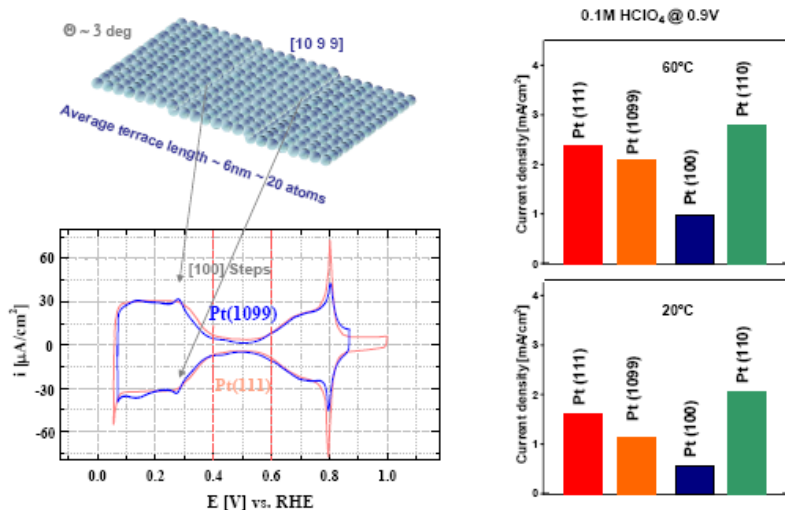 Θ ~ 3 deg
[10 9 9]
Average terrace length ~ 6nm ~ 20 atoms
[100] Steps
Pt(1099)
Pt(111)
i [µA/cm²]
60
30
0
-30
-60
0.0 0.2 0.4 0.6 0.8 1.0
E [V] vs. RHE
0.1M HClO₄ @ 0.9V
60ºC
Current density [mA/cm²]
4
3
2
1
0
Pt (111)
Pt (1099)
Pt (100)
Pt (110)
20ºC
Current density [mA/cm²]
4
3
2
1
0
Pt (111)
Pt (1099)
Pt (100)
Pt (110)